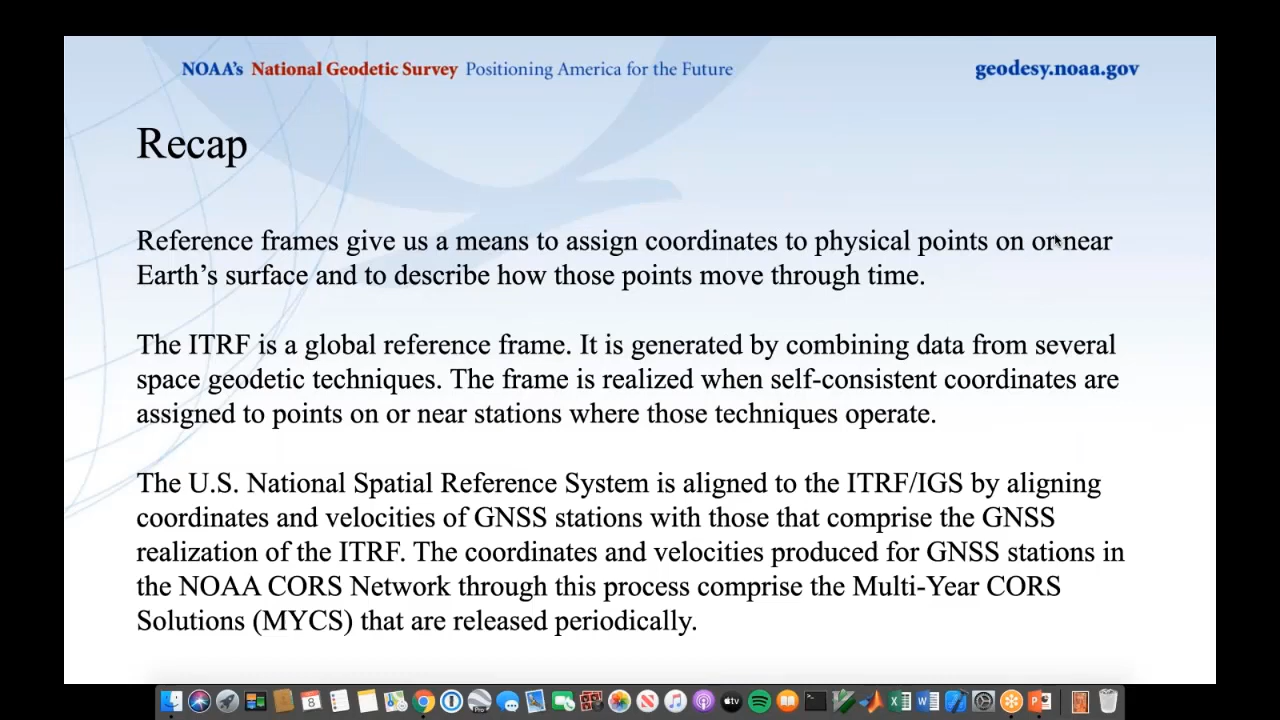 NOAA's National Geodetic Survey Positioning America for the Future
geodesy.noaa.gov
Recap
Reference frames give us a means to assign coordinates to physical points on or near
Earth's surface and to describe how those points move through time.
The ITRF is a global reference frame. It is generated by combining data from several
space geodetic techniques. The frame is realized when self-consistent coordinates are
assigned to points on or near stations where those techniques operate.
The U.S. National Spatial Reference System is aligned to the ITRF/IGS by aligning
coordinates and velocities of GNSS stations with those that comprise the GNSS
realization of the ITRF. The coordinates and velocities produced for GNSS stations in
the NOAA CORS Network through this process comprise the Multi-Year CORS
Solutions (MYCS) that are released periodically.
8
Pro
tv